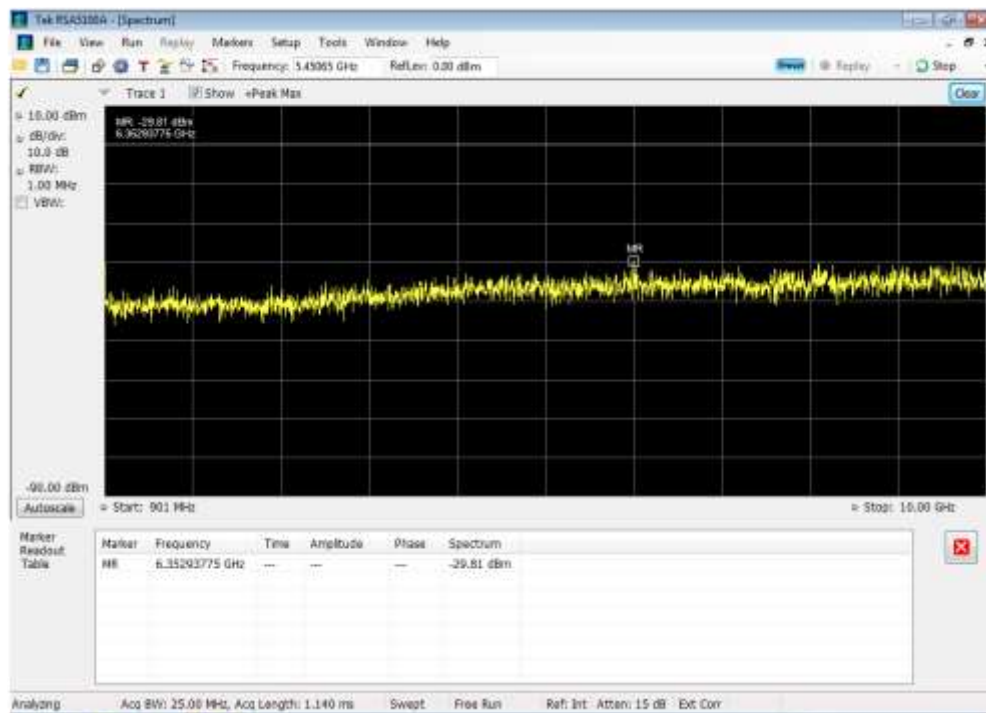 Tek RSA5100A - [Spectrum]
File View Run Replay Markers Setup Tools Window Help
Frequency: 5.45065 GHz RefLev: 0.00 dBm Preset Replay Stop
Trace 1 Show +Peak Max Clear
10.00 dBm
dB/div:
10.0 dB
RBW:
1.00 MHz
VBW:
MR: -29.81 dBm
6.35293775 GHz
MR
-90.00 dBm
Autoscale Start: 901 MHz Stop: 10.00 GHz
Marker
Readout
Table
Marker Frequency Time Amplitude Phase Spectrum
MR 6.35293775 GHz --- --- --- -29.81 dBm
Analyzing Acq BW: 25.00 MHz, Acq Length: 1.140 ms Swept Free Run Ref: Int Atten: 15 dB Ext Corr